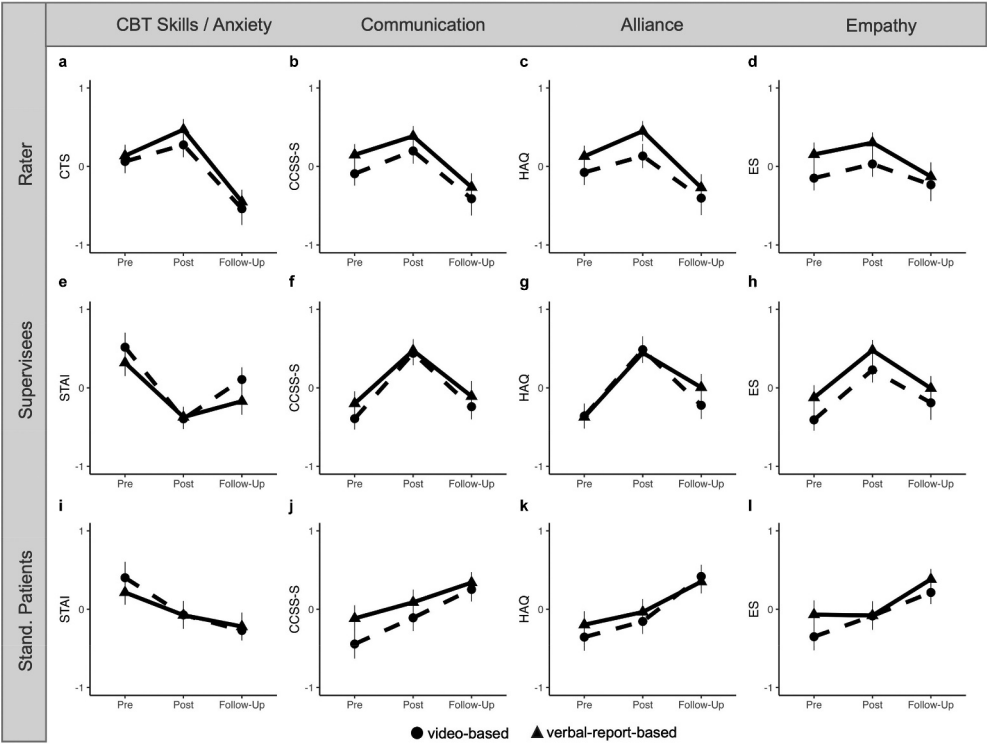 CBT Skills / Anxiety Communication Alliance Empathy
Rater
a b c d
1 1 1 1
CTS CCSS-S HAQ ES
0 0 0 0
-1 -1 -1 -1
Pre Post Follow-Up Pre Post Follow-Up Pre Post Follow-Up Pre Post Follow-Up
Supervisees
e f g h
1 1 1 1
STAI CCSS-S HAQ ES
0 0 0 0
-1 -1 -1 -1
Pre Post Follow-Up Pre Post Follow-Up Pre Post Follow-Up Pre Post Follow-Up
Stand. Patients
i j k l
1 1 1 1
STAI CCSS-S HAQ ES
0 0 0 0
-1 -1 -1 -1
Pre Post Follow-Up Pre Post Follow-Up Pre Post Follow-Up Pre Post Follow-Up
video-based verbal-report-based